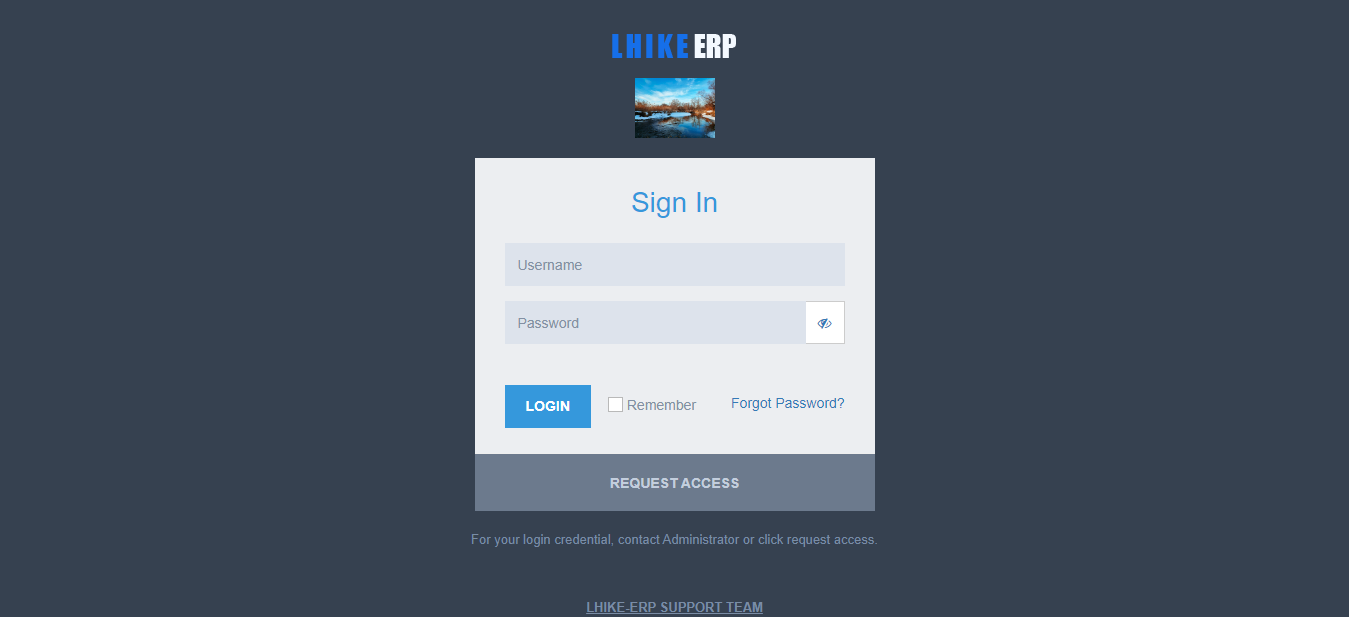 LHIKE ERP
Sign In
Username
Password
LOGIN Remember Forgot Password?
REQUEST ACCESS
For your login credential, contact Administrator or click request access.
LHIKE-ERP SUPPORT TEAM